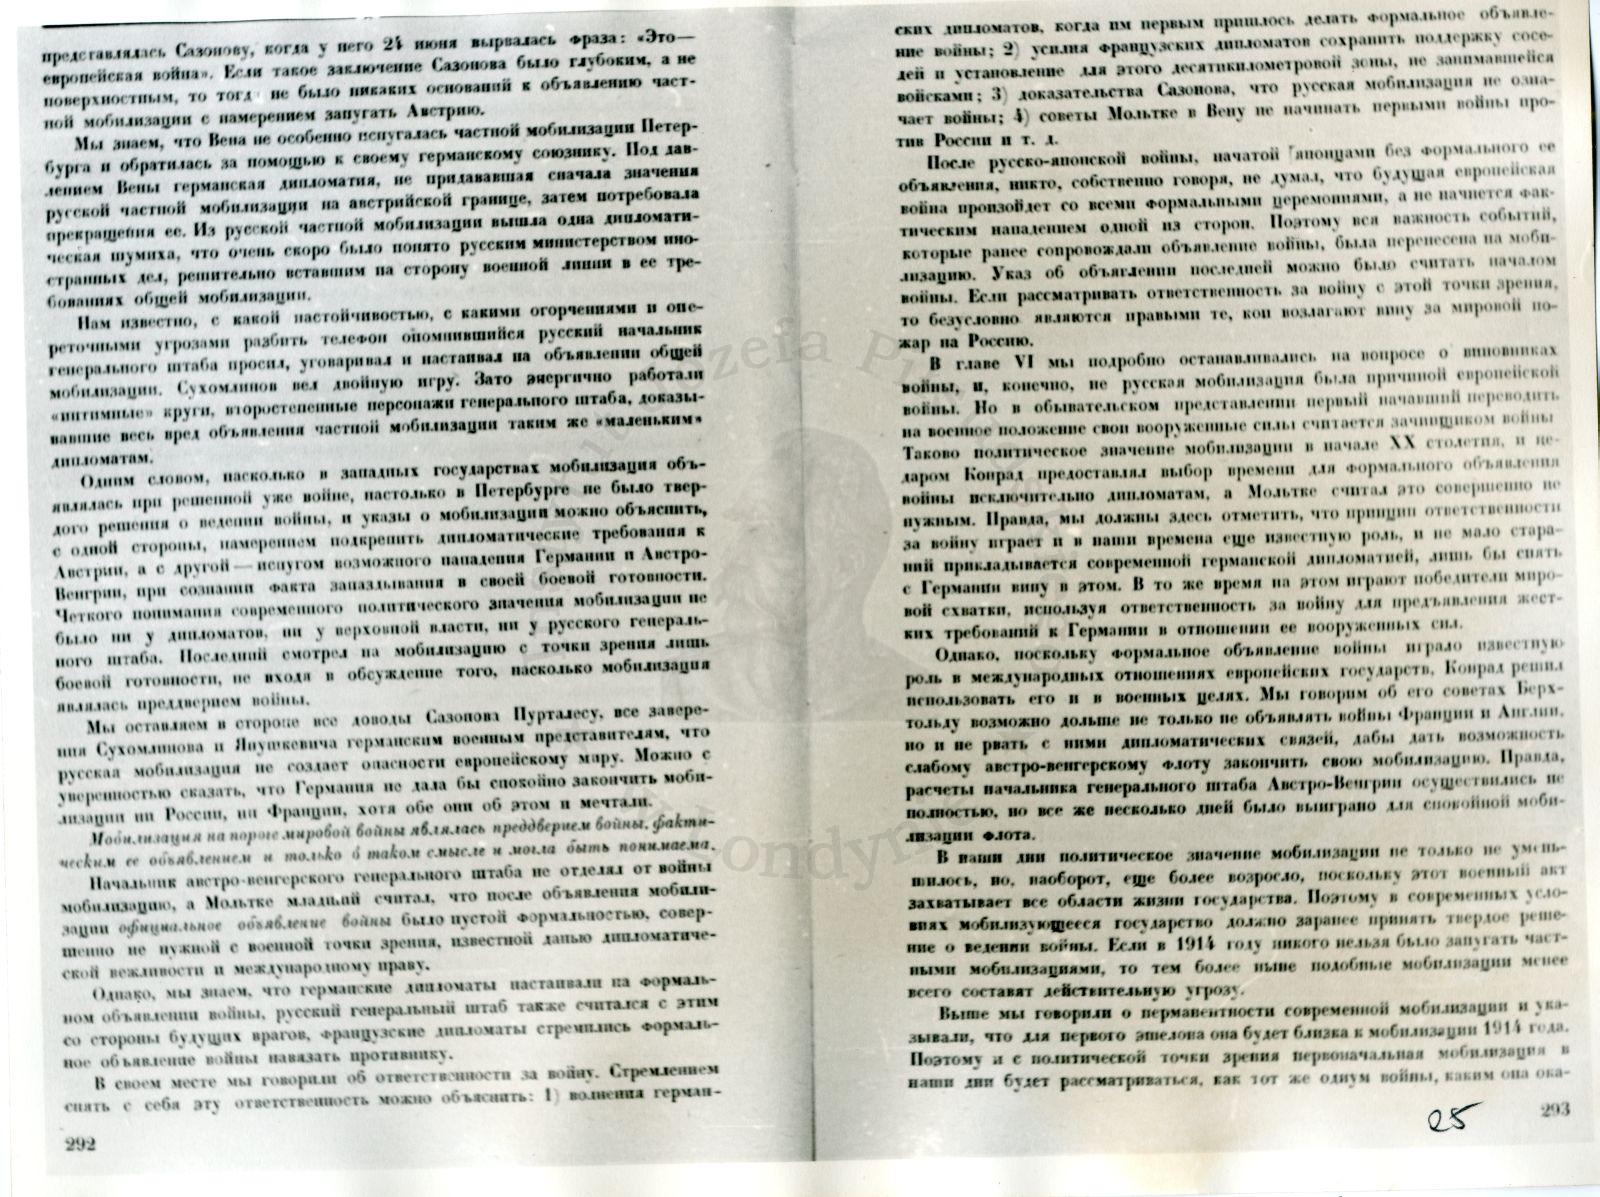 представлялась Сазонову, когда у него 24 июня вырвалась фраза: «Это—
европейская война». Если такое заключение Сазонова было глубоким, а не
поверхностным, то тогд не было никаких оснований к объявлению част-
ной мобилизации с намерением запугать Австрию.
Мы знаем, что Вена не особенно испугалась частной мобилизации Петер-
бурга и обратилась за помощью к своему германскому союзнику. Под дав-
лением Вены германская дипломатия, не придававшая сначала значения
русской частной мобилизации на австрийской границе, затем потребовала
прекращения ее. Из русской частной мобилизации вышла одна дипломати-
ческая шумиха, что очень скоро было понято русским министерством ино-
странных дел, решительно вставшим на сторону военной линии в ее тре-
бованиях общей мобилизации.
Нам известно, с какой настойчивостью, с какими огорчениями и опе-
реточными угрозами разбить телефон опомнившийся русский начальник
генерального штаба просил, уговаривал и настаивал на объявлении общей
мобилизации. Сухомлинов вел двойную игру. Зато энергично работали
«интимные» круги, второстепенные персонажи генерального штаба, доказы-
вавшие весь вред объявления частной мобилизации таким же «маленьким»
дипломатам.
Одним словом, насколько в западных государствах мобилизация объ-
являлась при решенной уже войне, настолько в Петербурге не было твер-
дого решения о ведении войны, и указы о мобилизации можно объяснить,
с одной стороны, намерением подкрепить дипломатические требования к
Австрии, а с другой — испугом возможного нападения Германии и Австро-
Венгрии, при сознании факта запаздывания в своей боевой готовности.
Четкого понимания современного политического значения мобилизации не
было ни у дипломатов, ни у верховной власти, ни у русского генераль-
ного штаба. Последний смотрел на мобилизацию с точки зрения лишь
боевой готовности, не входя в обсуждение того, насколько мобилизация
являлась преддверием войны.
Мы оставляем в стороне все доводы Сазонова Пурталесу, все завере-
ния Сухомлинова и Янушкевича германским военным представителям, что
русская мобилизация не создает опасности европейскому миру. Можно с
уверенностью сказать, что Германия не дала бы спокойно закончить моби-
лизации ни России, ни Франции, хотя обе они об этом и мечтали.
Мобилизация на пороге мировой войны являлась преддверием войны, факти-
ческим ее объявлением и только в таком смысле и могла быть понимаема.
Начальник австро-венгерского генерального штаба не отделял от войны
мобилизацию, а Мольтке младший считал, что после объявления мобили-
зации официальное объявление войны было пустой формальностью, совер-
шенно не нужной с военной точки зрения, известной данью дипломатиче-
ской вежливости и международному праву.
Однако, мы знаем, что германские дипломаты настаивали на формаль-
ном объявлении войны, русский генеральный штаб также считался с этим
со стороны будущих врагов, французские дипломаты стремились формаль-
ное объявление войны навязать противнику.
В своем месте мы говорили об ответственности за войну. Стремлением
снять с себя эту ответственность можно объяснить: 1) волнения герман-
292
ских дипломатов, когда им первым пришлось делать формальное объявле-
ние войны; 2) усилия французских дипломатов сохранить поддержку сосе-
дей и установление для этого десятикилометровой зоны, не занимавшейся
войсками; 3) доказательства Сазонова, что русская мобилизация не озна-
чает войны; 4) советы Мольтке в Вену не начинать первыми войны про-
тив России и т. д.
После русско-японской войны, начатой японцами без формального ее
объявления, никто, собственно говоря, не думал, что будущая европейская
война произойдет со всеми формальными церемониями, а не начнется фак-
тическим нападением одной из сторон. Поэтому вся важность событий,
которые ранее сопровождали объявление войны, была перенесена на моби-
лизацию. Указ об объявлении последней можно было считать началом
войны. Если рассматривать ответственность за войну с этой точки зрения,
то безусловно являются правыми те, кои возлагают вину за мировой по-
жар на Россию.
В главе VI мы подробно останавливались на вопросе о виновниках
войны, и, конечно, не русская мобилизация была причиной европейской
войны. Но в обывательском представлении первый начавший переводить
на военное положение свои вооруженные силы считается зачинщиком войны
Таково политическое значение мобилизации в начале XX столетия, и не-
даром Конрад предоставлял выбор времени для формального объявления
войны исключительно дипломатам, а Мольтке считал это совершенно не
нужным. Правда, мы должны здесь отметить, что принцип ответственности
за войну играет и в наши времена еще известную роль, и не мало стара-
ний прикладывается современной германской дипломатией, лишь бы снять
с Германии вину в этом. В то же время на этом играют победители миро-
вой схватки, используя ответственность за войну для предъявления жест-
ких требований к Германии в отношении ее вооруженных сил.
Однако, поскольку формальное объявление войны играло известную
роль в международных отношениях европейских государств, Конрад решил
использовать его и в военных целях. Мы говорим об его советах Берх-
тольду возможно дольше не только не объявлять войны Франции и Англии,
но и не рвать с ними дипломатических связей, дабы дать возможность
слабому австро-венгерскому флоту закончить свою мобилизацию. Правда,
расчеты начальника генерального штаба Австро-Венгрии осуществились не
полностью, но все же несколько дней было выиграно для спокойной моби-
лизации флота.
В наши дни политическое значение мобилизации не только не умень-
шилось, но, наоборот, еще более возросло, поскольку этот военный акт
захватывает все области жизни государства. Поэтому в современных усло-
виях мобилизующееся государство должно заранее принять твердое реше-
ние о ведении войны. Если в 1914 году никого нельзя было запугать част-
ными мобилизациями, то тем более ныне подобные мобилизации менее
всего составят действительную угрозу.
Выше мы говорили о перманентности современной мобилизации и ука-
зывали, что для первого эшелона она будет близка к мобилизации 1914 года.
Поэтому и с политической точки зрения первоначальная мобилизация в
наши дни будет рассматриваться, как тот же одиум войны, каким она ока-
293
25